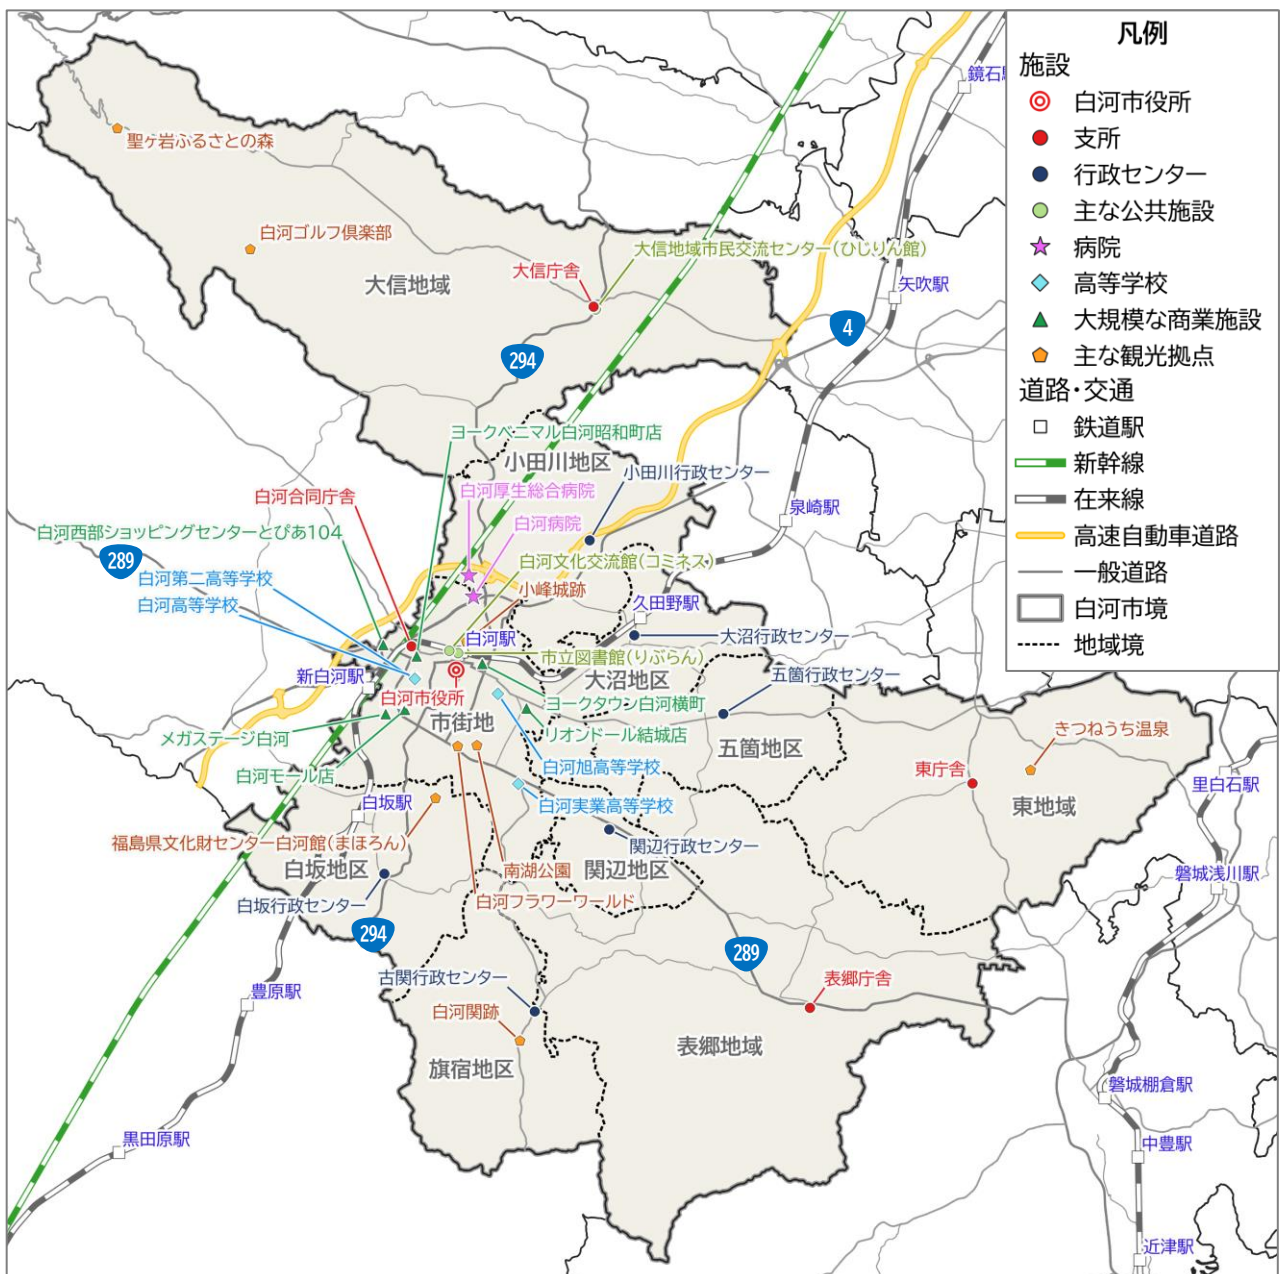 凡例
施設
白河市役所
支所
行政センター
主な公共施設
病院
高等学校
大規模な商業施設
主な観光拠点
道路・交通
鉄道駅
新幹線
在来線
高速自動車道路
一般道路
白河市境
地域境
鏡石
聖ヶ岩ふるさとの森
白河ゴルフ倶楽部
大信地域市民交流センター(ひじりん館)
大信庁舎
大信地域
矢吹駅
4
294
ヨークベニマル白河昭和町店
小田川地区
小田川行政センター
白河厚生総合病院
白河合同庁舎
白河病院
泉崎駅
白河西部ショッピングセンターとぴあ104
289
白河文化交流館(コミネス)
白河第二高等学校
小峰城跡
白河高等学校
久田野駅
白河駅
大沼行政センター
市立図書館(りぶらん)
新白河駅
大沼地区
五箇行政センター
白河市役所
ヨークタウン白河横町
市街地
メガステージ白河
リオンドール結城店
五箇地区
きつねうち温泉
白河モール店
白河旭高等学校
東庁舎
里白石駅
白坂駅
白河実業高等学校
東地域
福島県文化財センター白河館(まほろん)
関辺行政センター
白坂地区
南湖公園
関辺地区
磐城浅川駅
白坂行政センター
白河フラワーワールド
294
289
古関行政センター
表郷庁舎
豊原駅
白河関跡
表郷地域
旗宿地区
磐城棚倉駅
黒田原駅
中豊駅
近津駅